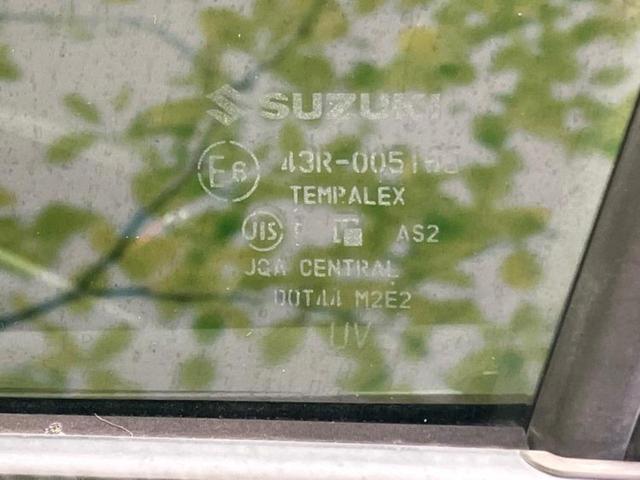 SUZUKI
E6
TEMPALEX
JIS
AS2
JQA CENTRAL
DOT44 M2E2
UV